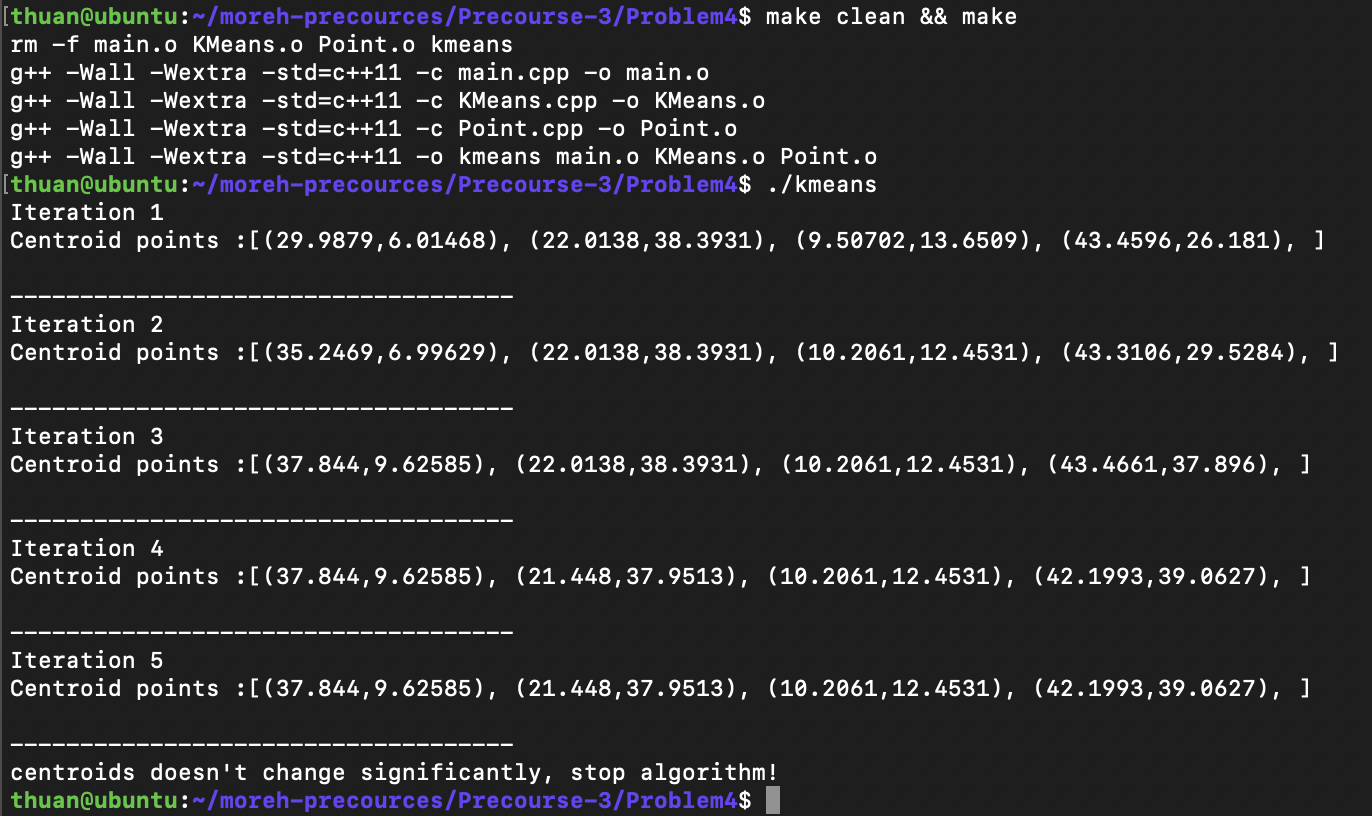 [thuan@ubuntu:~/moreh-precources/Precourse-3/Problem4$ make clean && make
rm -f main.o KMeans.o Point.o kmeans
g++ -Wall -Wextra -std=c++11 -c main.cpp -o main.o
g++ -Wall -Wextra -std=c++11 -c KMeans.cpp -o KMeans.o
g++ -Wall -Wextra -std=c++11 -c Point.cpp -o Point.o
g++ -Wall -Wextra -std=c++11 -o kmeans main.o KMeans.o Point.o
[thuan@ubuntu:~/moreh-precources/Precourse-3/Problem4$ ./kmeans
Iteration 1
Centroid points :[(29.9879,6.01468), (22.0138,38.3931), (9.50702,13.6509), (43.4596,26.181), ]
------------------------------------
Iteration 2
Centroid points :[(35.2469,6.99629), (22.0138,38.3931), (10.2061,12.4531), (43.3106,29.5284), ]
------------------------------------
Iteration 3
Centroid points :[(37.844,9.62585), (22.0138,38.3931), (10.2061,12.4531), (43.4661,37.896), ]
------------------------------------
Iteration 4
Centroid points :[(37.844,9.62585), (21.448,37.9513), (10.2061,12.4531), (42.1993,39.0627), ]
------------------------------------
Iteration 5
Centroid points :[(37.844,9.62585), (21.448,37.9513), (10.2061,12.4531), (42.1993,39.0627), ]
------------------------------------
centroids doesn't change significantly, stop algorithm!
thuan@ubuntu:~/moreh-precources/Precourse-3/Problem4$